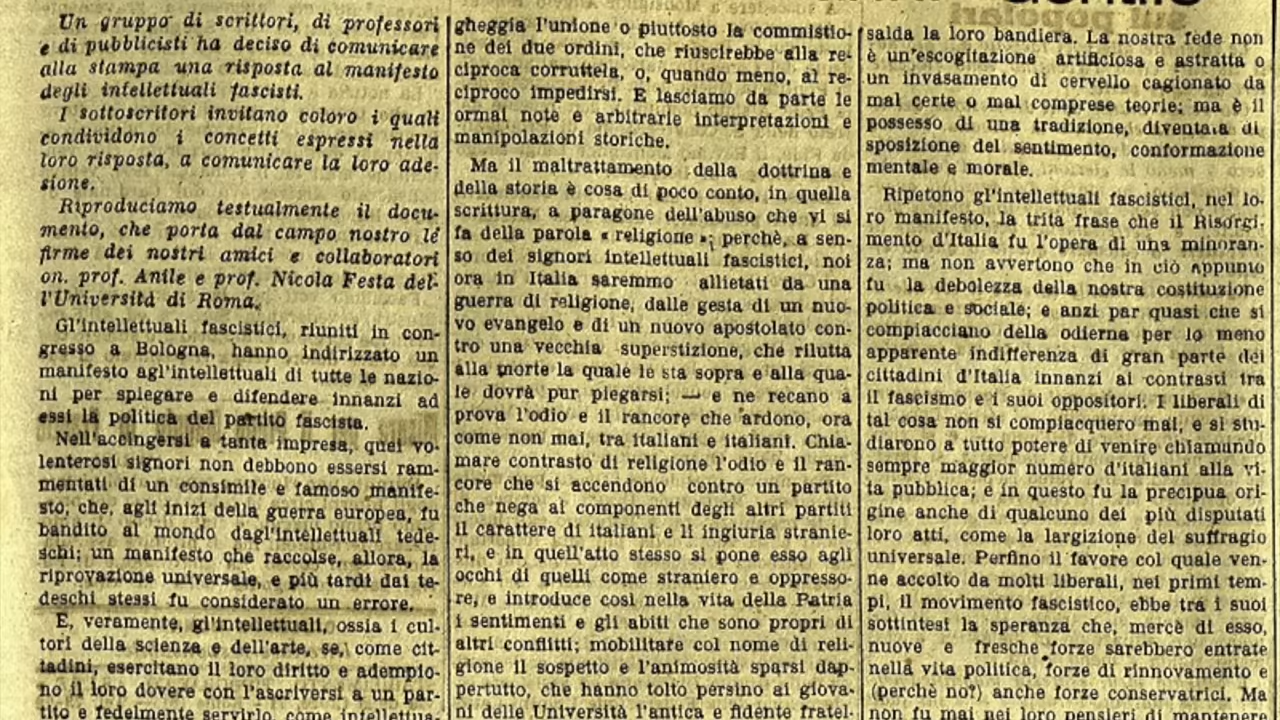 Un gruppo di scrittori, di professori
e di pubblicisti ha deciso di comunicare
alla stampa una risposta al manifesto
degli intellettuali fascisti.
I sottoscritori invitano coloro i quali
condividono i concetti espressi nella
loro risposta, a comunicare la loro ade-
sione.
Riproduciamo testualmente il docu-
mento, che porta dal campo nostro le
firme dei nostri amici e collaboratori
on. prof. Anile e prof. Nicola Festa del-
l'Università di Roma.
Gl'intellettuali fascistici, riuniti in con-
gresso a Bologna, hanno indirizzato un
manifesto agl'intellettuali di tutte le nazio-
ni per spiegare e difendere innanzi ad
essi la politica del partito fascista.
Nell'accingersi a tanta impresa, quei vo-
lenterosi signori non debbono essersi ram-
mentati di un consimile e famoso manife-
sto, che, agli inizi della guerra europea, fu
bandito al mondo dagl'intellettuali tede-
schi; un manifesto che raccolse, allora, la
riprovazione universale, e più tardi dai te-
deschi stessi fu considerato un errore.
E, veramente, gl'intellettuali, ossia i cul-
tori della scienza e dell'arte, se, come cit-
tadini, esercitano il loro diritto e adempio-
no il loro dovere con l'ascriversi a un par-
tito e fedelmente servirlo, come intellettua-
gheggia l'unione o piuttosto la commistio-
ne dei due ordini, che riuscirebbe alla re-
ciproca corruttela, o, quando meno, al re-
ciproco impedirsi. E lasciamo da parte le
ormai note e arbitrarie interpretazioni e
manipolazioni storiche.
Ma il maltrattamento della dottrina e
della storia è cosa di poco conto, in quella
scrittura, a paragone dell'abuso che vi si
fa della parola « religione »; perchè, a sen-
so dei signori intellettuali fascistici, noi
ora in Italia saremmo allietati da una
guerra di religione, dalle gesta di un nuo-
vo evangelo e di un nuovo apostolato con-
tro una vecchia superstizione, che rilutta
alla morte la quale le sta sopra e alla qua-
le dovrà pur piegarsi; — e ne recano a
prova l'odio e il rancore che ardono, ora
come non mai, tra italiani e italiani. Chia-
mare contrasto di religione l'odio e il ran-
core che si accendono contro un partito
che nega ai componenti degli altri partiti
il carattere di italiani e li ingiuria stranie-
ri, e in quell'atto stesso si pone esso agli
occhi di quelli come straniero e oppresso-
re, e introduce così nella vita della Patria
i sentimenti e gli abiti che sono propri di
altri conflitti; mobilitare col nome di reli-
gione il sospetto e l'animosità sparsi dap-
pertutto, che hanno tolto persino ai giova-
ni delle Università l'antica e fidente fratel-
salda la loro bandiera. La nostra fede non
è un'escogitazione artificiosa e astratta o
un invasamento di cervello cagionato da
mal certe o mal comprese teorie; ma è il
possesso di una tradizione, diventata di
sposizione del sentimento, conformazione
mentale e morale.
Ripetono gl'intellettuali fascistici, nel lo-
ro manifesto, la trita frase che il Risorgi-
mento d'Italia fu l'opera di una minoran-
za; ma non avvertono che in ciò appunto
fu la debolezza della nostra costituzione
politica e sociale; e anzi par quasi che si
compiacciano della odierna per lo meno
apparente indifferenza di gran parte dei
cittadini d'Italia innanzi ai contrasti tra
il fascismo e i suoi oppositori. I liberali di
tal cosa non si compiacquero mai, e si stu-
diarono a tutto potere di venire chiamando
sempre maggior numero d'italiani alla vi-
ta pubblica; e in questo fu la precipua ori-
gine anche di qualcuno dei più disputati
loro atti, come la largizione del suffragio
universale. Perfino il favore col quale ven-
ne accolto da molti liberali, nei primi tem-
pi, il movimento fascistico, ebbe tra i suoi
sottintesi la speranza che, mercè di esso,
nuove e fresche forze sarebbero entrate
nella vita politica, forze di rinnovamento e
(perchè no?) anche forze conservatrici. Ma
non fu mai nei loro pensieri di mantenere